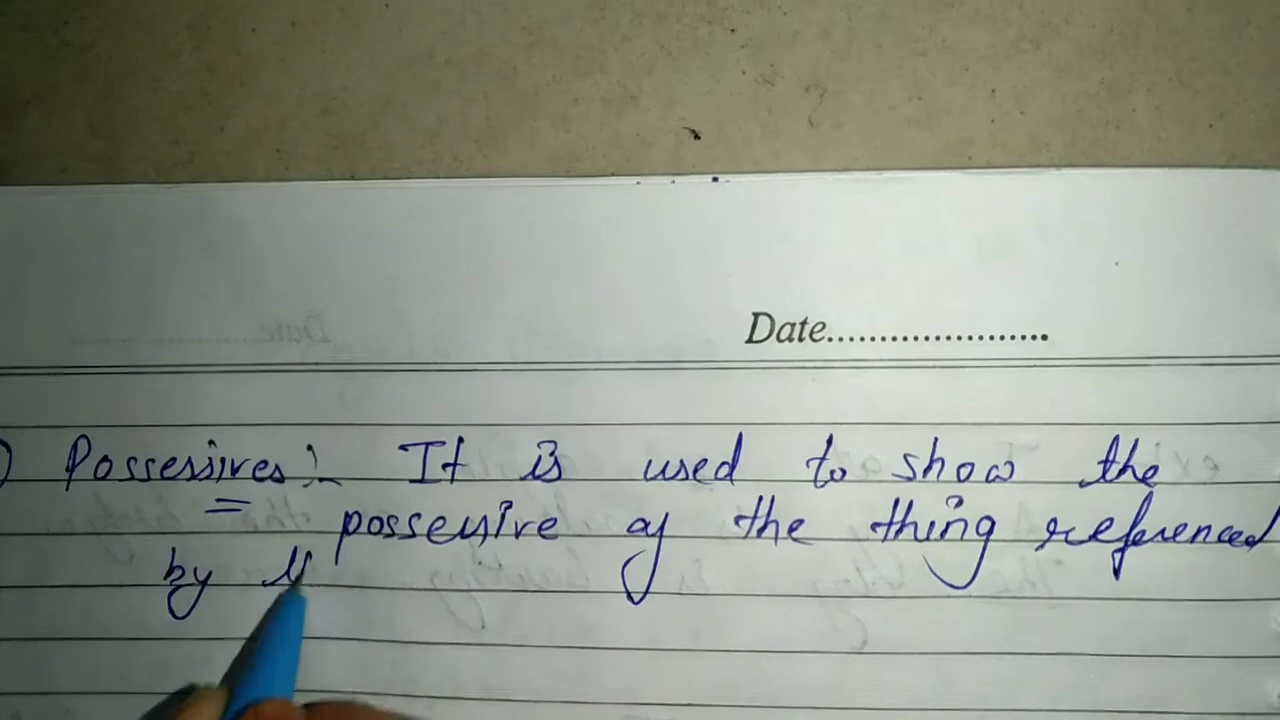 Date.....................
) Possessives:- It is used to show the
possessive of the thing referenced
by